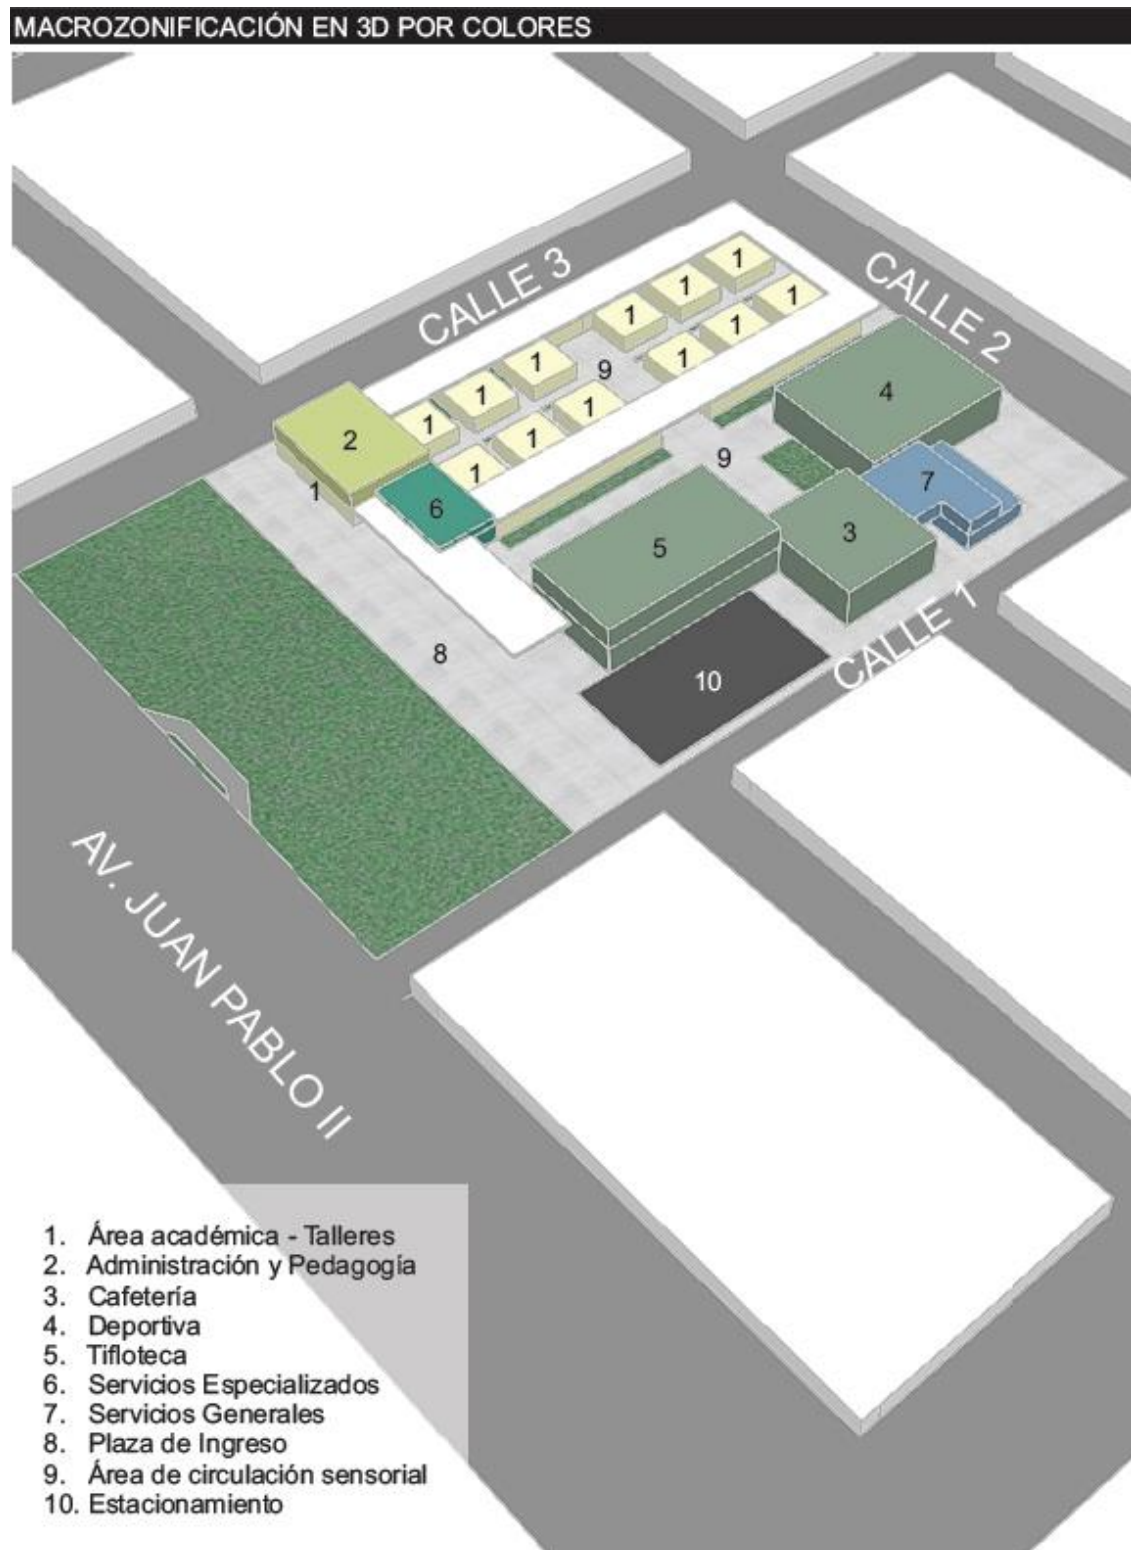 MACROZONIFICACIÓN EN 3D POR COLORES
CALLE 3
CALLE 2
1
1
1
1
1
1
1
1
1
1
1
1
1
9
4
2
1
9
7
6
5
3
8
10
CALLE 1
AV. JUAN PABLO II
1. Área académica - Talleres
2. Administración y Pedagogía
3. Cafetería
4. Deportiva
5. Tifloteca
6. Servicios Especializados
7. Servicios Generales
8. Plaza de Ingreso
9. Área de circulación sensorial
10. Estacionamiento